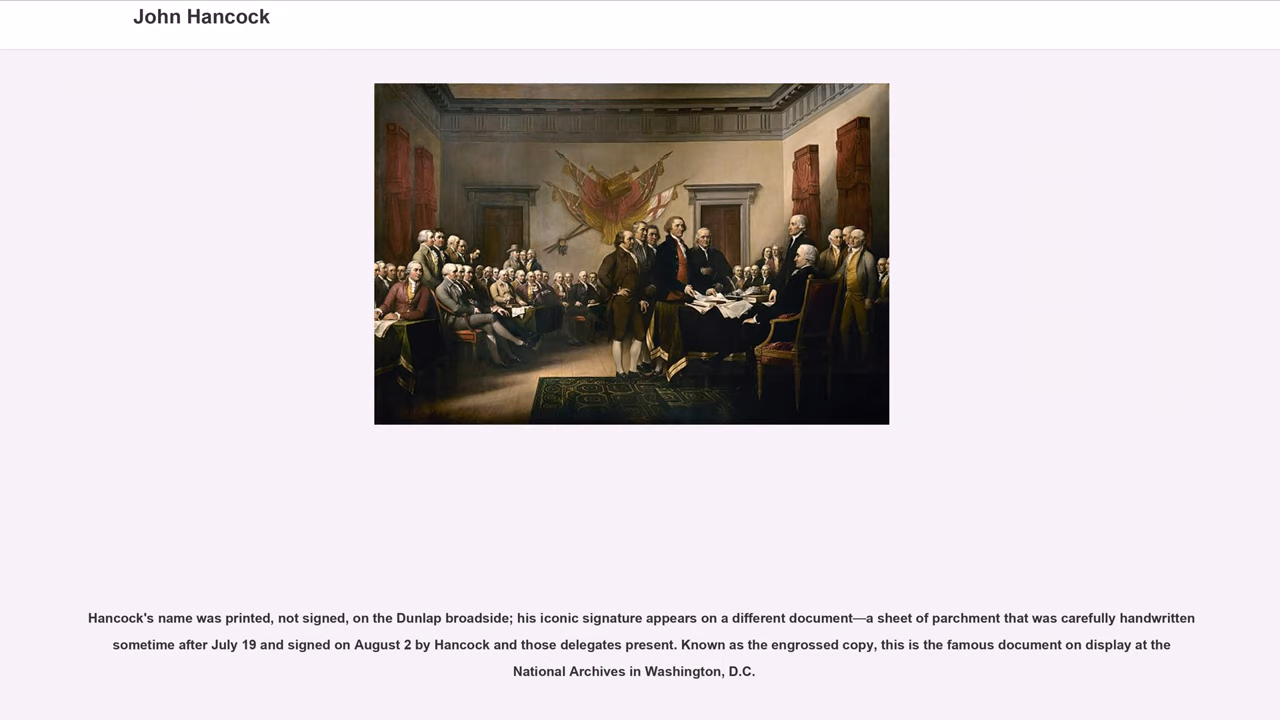 John Hancock
Hancock's name was printed, not signed, on the Dunlap broadside; his iconic signature appears on a different document—a sheet of parchment that was carefully handwritten
sometime after July 19 and signed on August 2 by Hancock and those delegates present. Known as the engrossed copy, this is the famous document on display at the
National Archives in Washington, D.C.